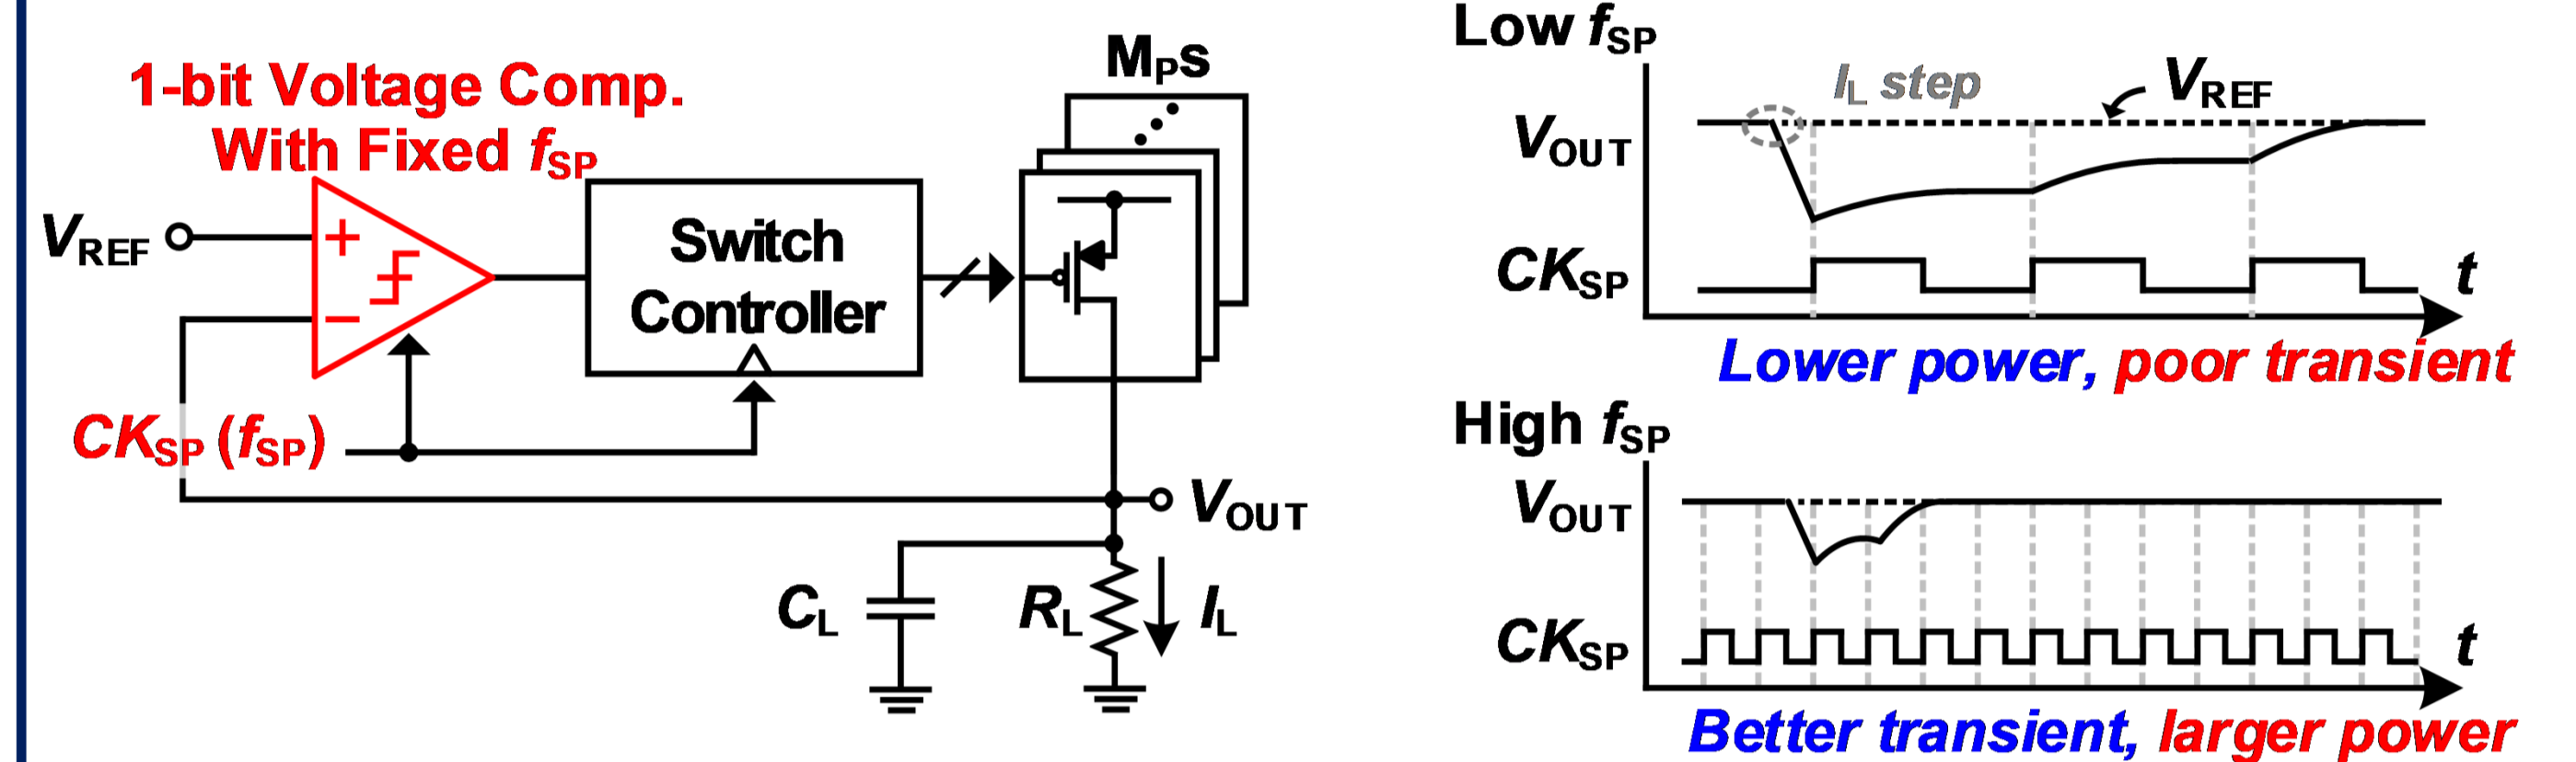 1-bit Voltage Comp.
With Fixed fSP
VREF
+
−
CKSP (fSP)
Switch
Controller
MPs
VOUT
CL
RL
IL
Low fSP
IL step
VREF
VOUT
CKSP
t
Lower power, poor transient
High fSP
VOUT
CKSP
t
Better transient, larger power